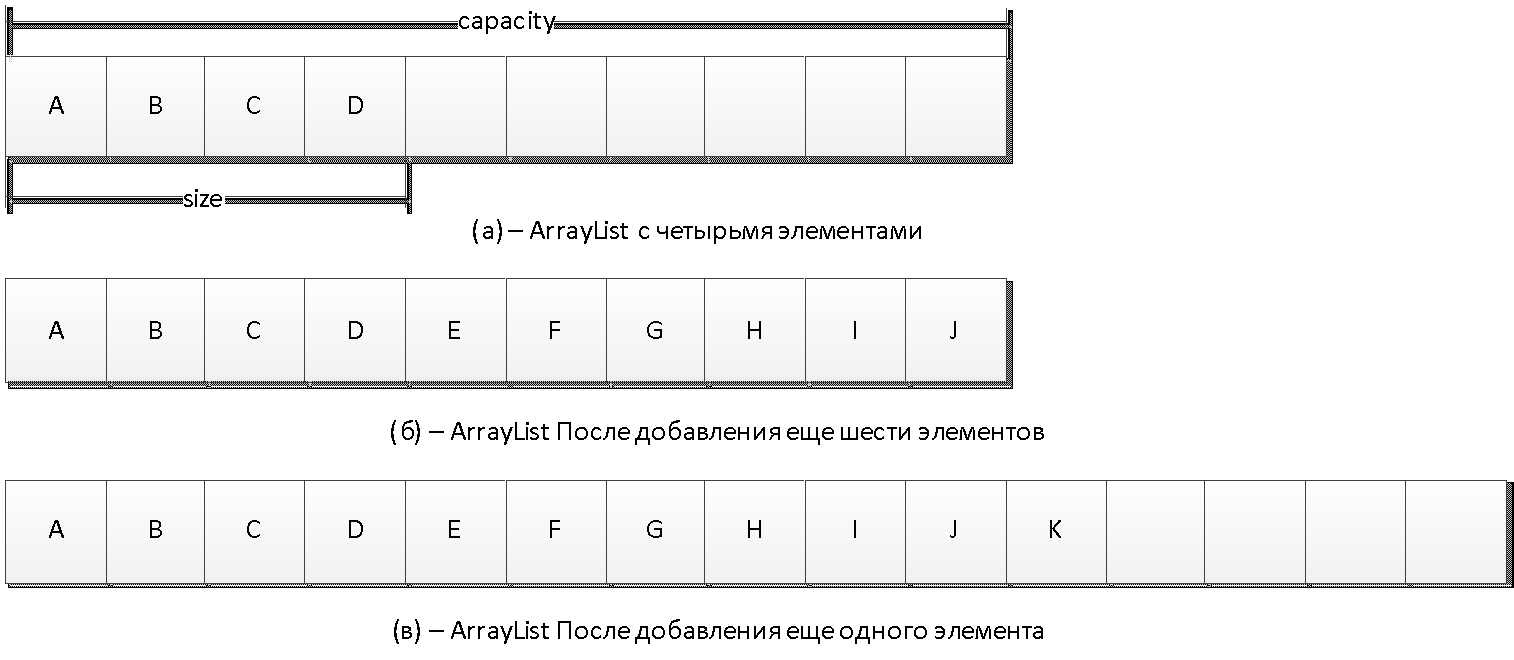 capacity
A B C D
size
(а) – ArrayList с четырьмя элементами
A B C D E F G H I J
(б) – ArrayList После добавления еще шести элементов
A B C D E F G H I J K
(в) – ArrayList После добавления еще одного элемента